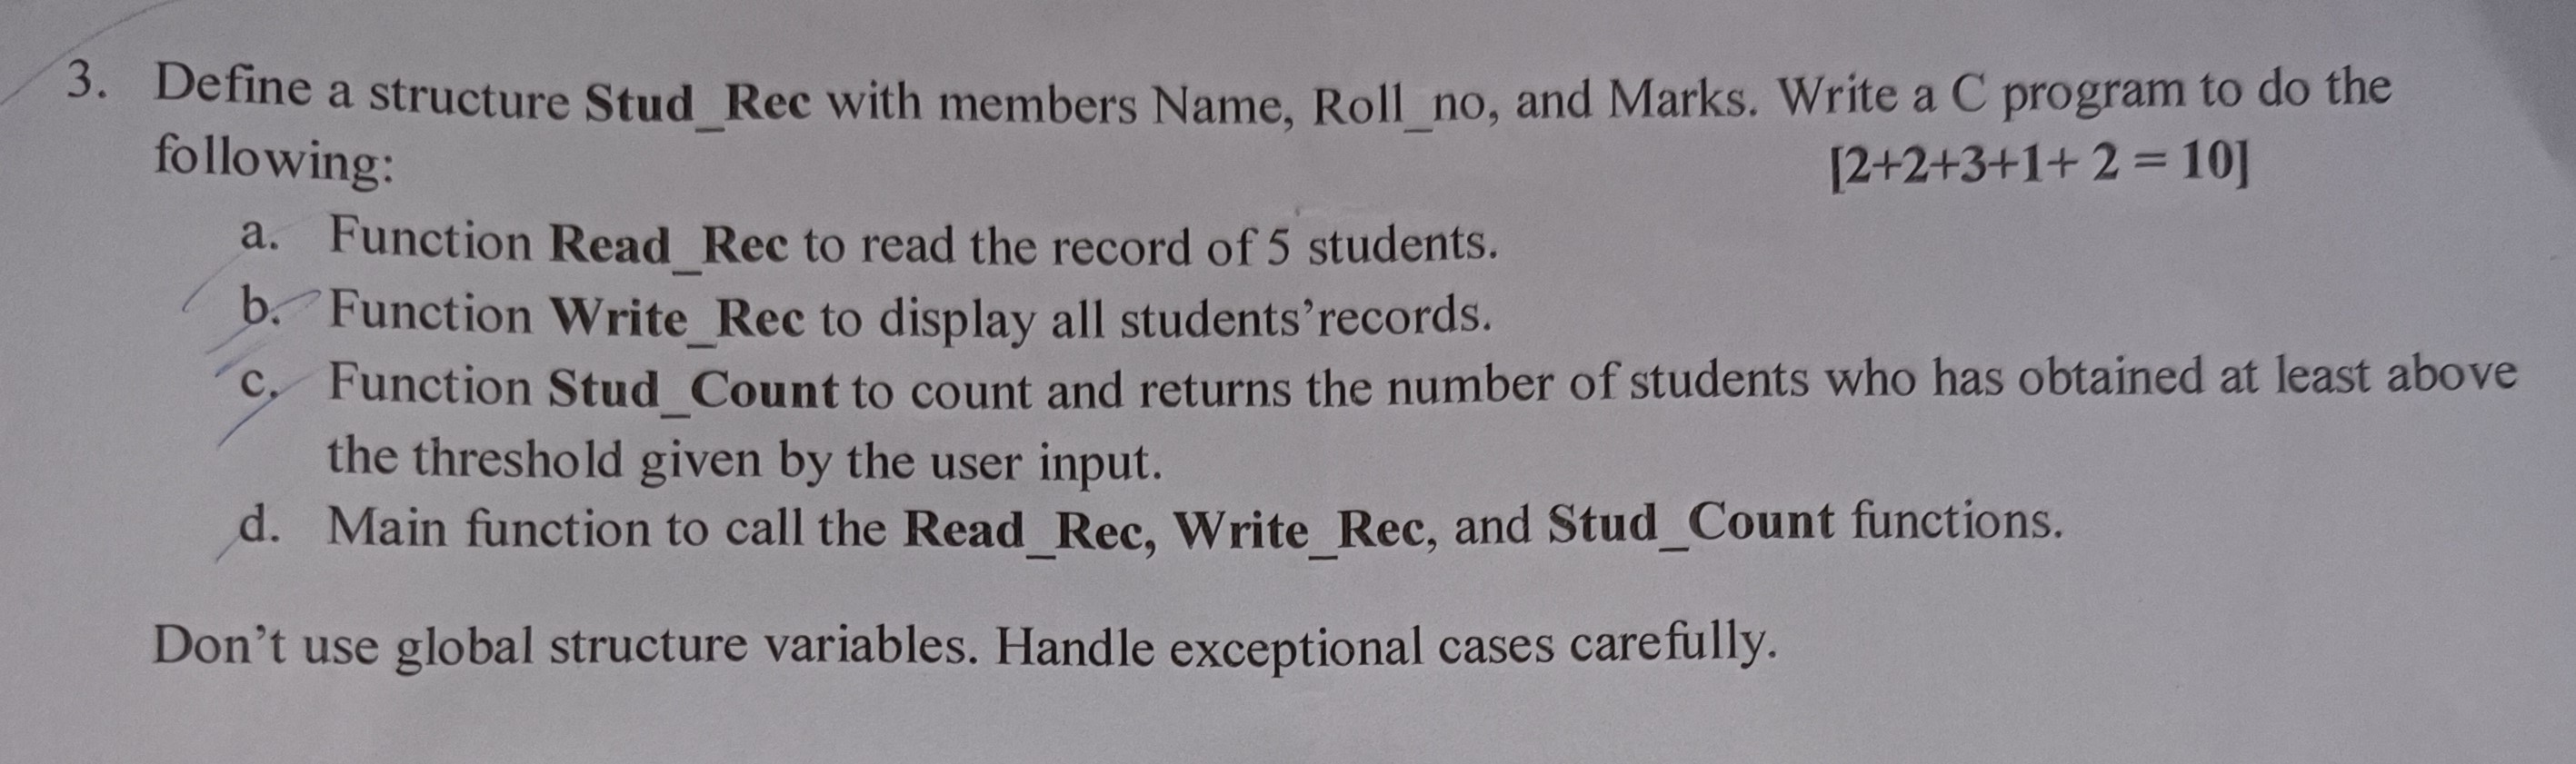 3. Define a structure Stud_Rec with members Name, Roll_no, and Marks. Write a C program to do the
following: [2+2+3+1+ 2 = 10]
a. Function Read_Rec to read the record of 5 students.
b. Function Write_Rec to display all students’records.
c. Function Stud_Count to count and returns the number of students who has obtained at least above
the threshold given by the user input.
d. Main function to call the Read_Rec, Write_Rec, and Stud_Count functions.
Don’t use global structure variables. Handle exceptional cases carefully.